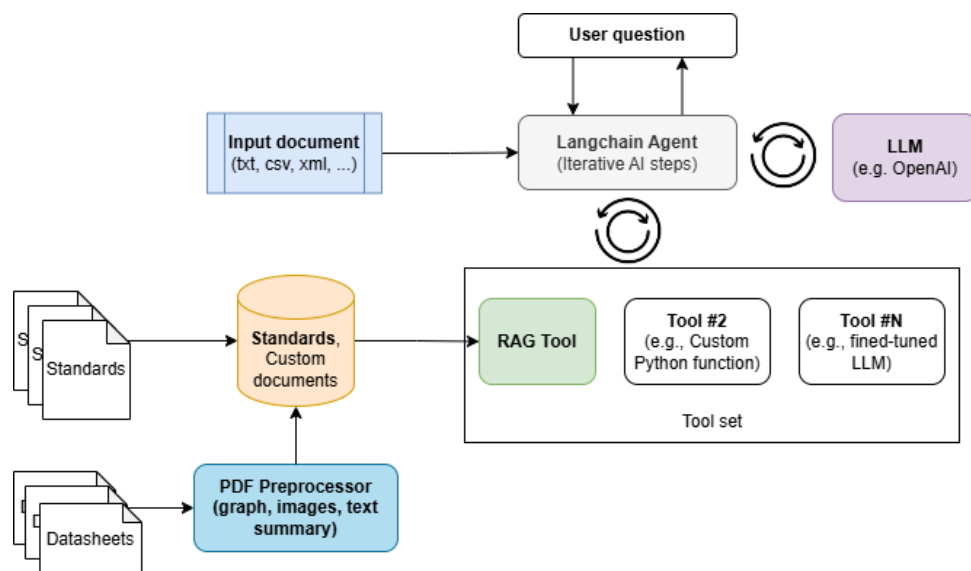 User question
Input document
(txt, csv, xml, ...)
Langchain Agent
(Iterative AI steps)
LLM
(e.g. OpenAI)
S
S
Standards
Standards,
Custom
documents
RAG Tool
Tool #2
(e.g., Custom
Python function)
Tool #N
(e.g., fined-tuned
LLM)
Tool set
Datasheets
PDF Preprocessor
(graph, images, text
summary)